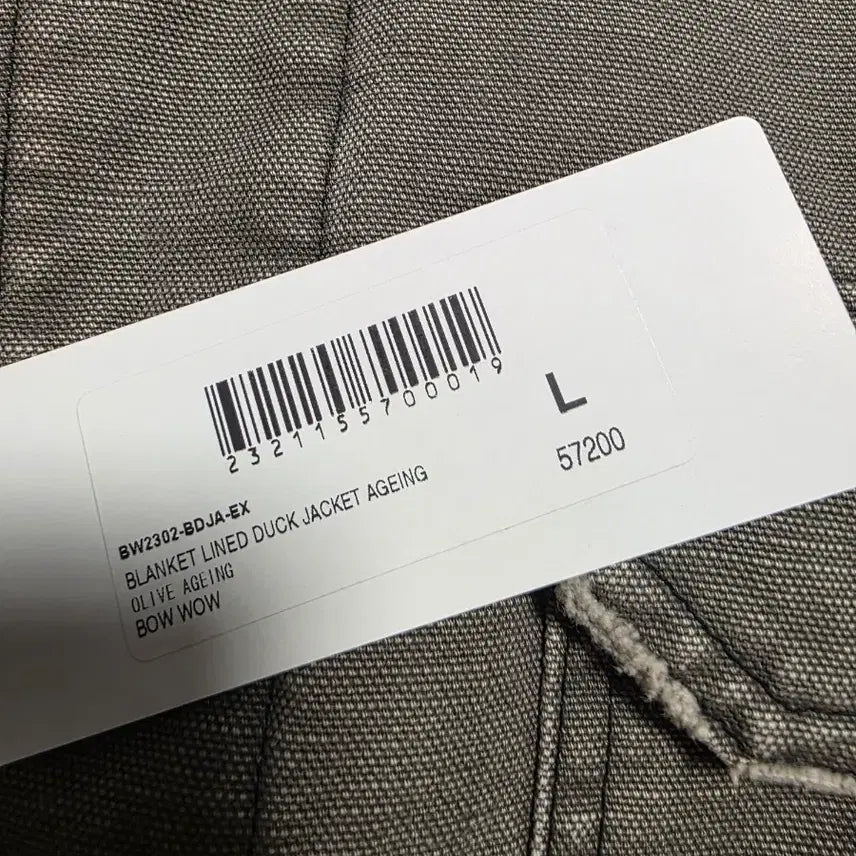 2321155700019
L
57200
BW2302-BDJA-EX
BLANKET LINED DUCK JACKET AGEING
OLIVE AGEING
BOW WOW